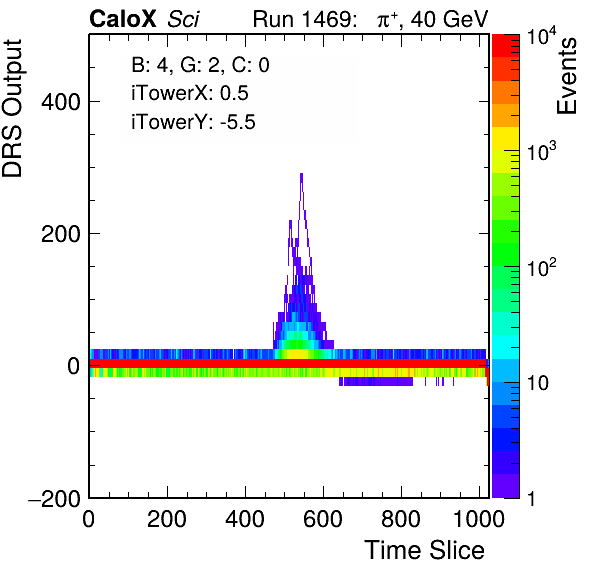 CaloX Sci Run 1469: π⁺, 40 GeV
B: 4, G: 2, C: 0
iTowerX: 0.5
iTowerY: -5.5
DRS Output
400
200
0
−200
0 200 400 600 800 1000
Time Slice
Events
10⁴
10³
10²
10
1